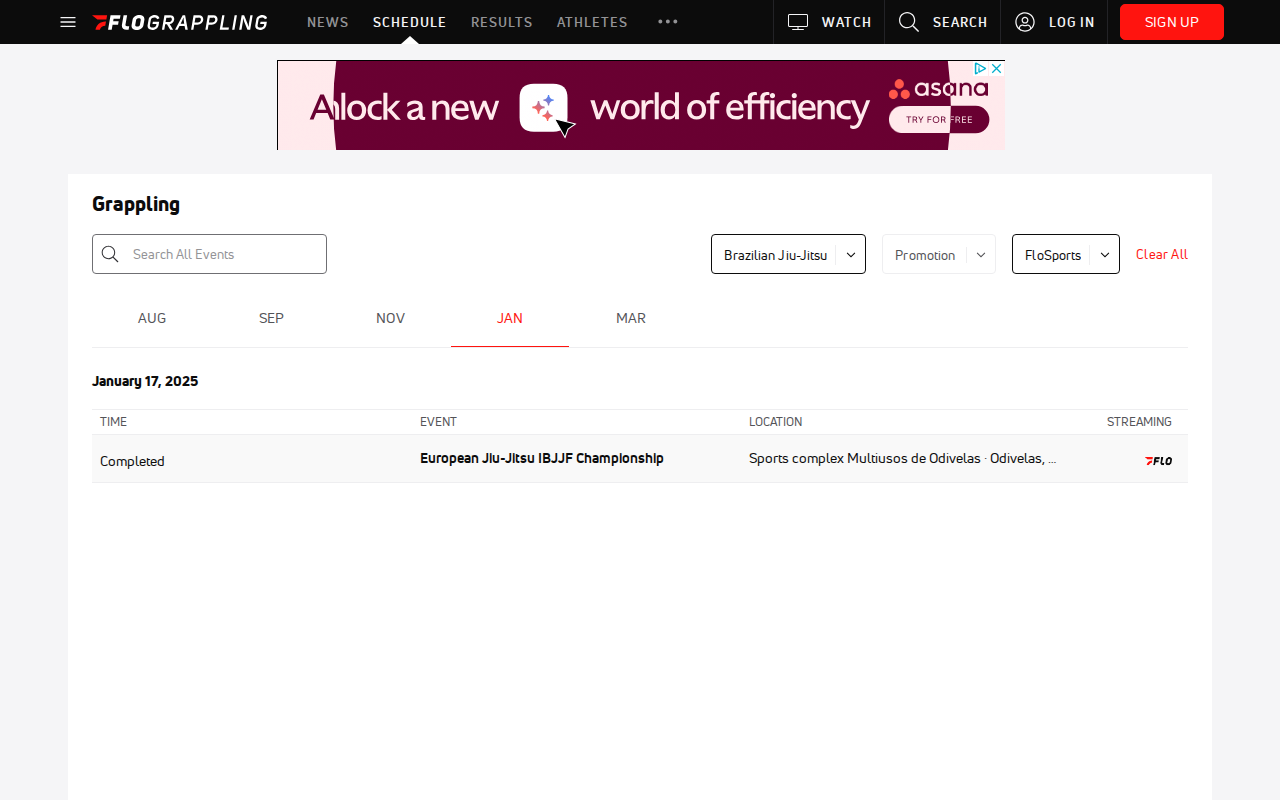 FLOGRAPPLING NEWS SCHEDULE RESULTS ATHLETES WATCH SEARCH LOG IN SIGN UP
lock a new world of efficiency
asana
TRY FOR FREE
Grappling
Search All Events
Brazilian Jiu-Jitsu
Promotion
FloSports
Clear All
AUG SEP NOV JAN MAR
January 17, 2025
TIME EVENT LOCATION STREAMING
Completed European Jiu-Jitsu IBJJF Championship Sports complex Multiusos de Odivelas · Odivelas, ... FLO